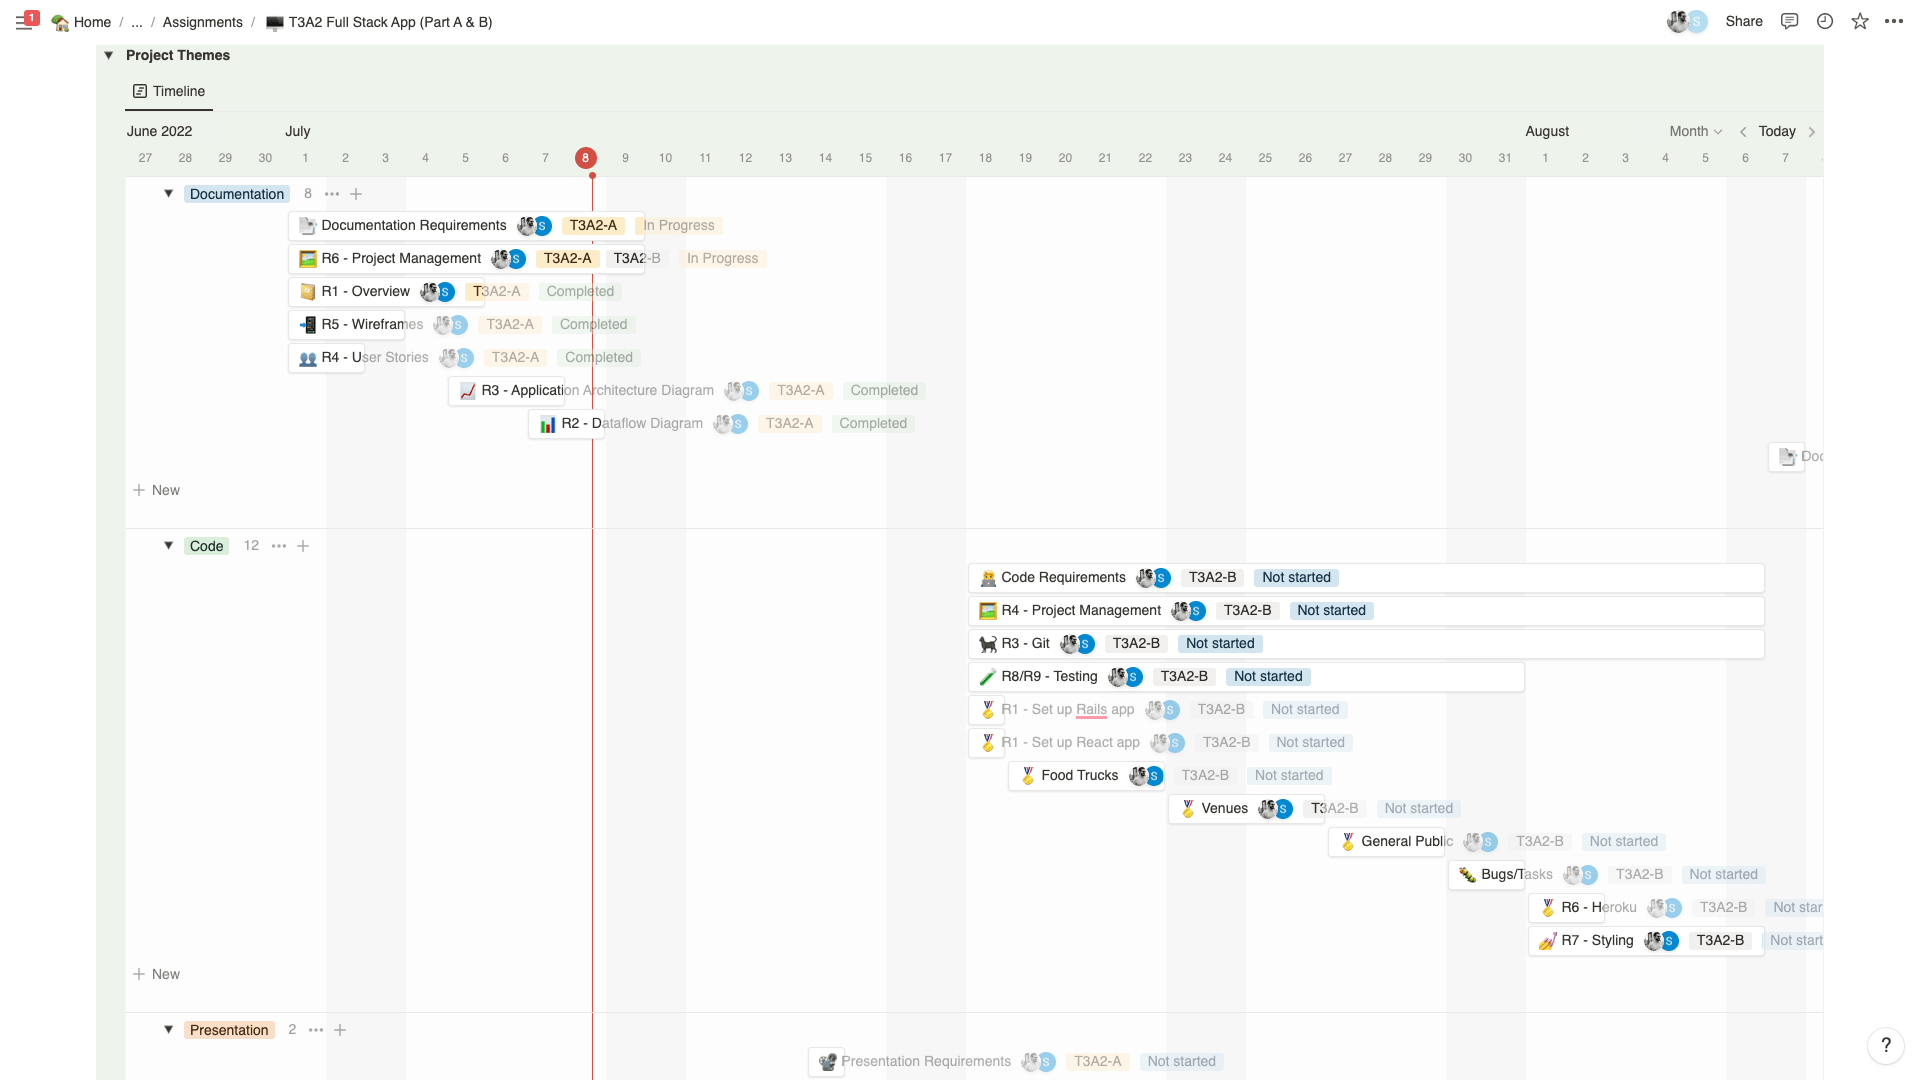 1
Home / ... / Assignments / T3A2 Full Stack App (Part A & B)
S Share
Project Themes
Timeline
June 2022 July August Month Today
27 28 29 30 1 2 3 4 5 6 7 8 9 10 11 12 13 14 15 16 17 18 19 20 21 22 23 24 25 26 27 28 29 30 31 1 2 3 4 5 6 7
Documentation 8
Documentation Requirements S T3A2-A In Progress
R6 - Project Management S T3A2-A T3A2-B In Progress
R1 - Overview S T3A2-A Completed
R5 - Wireframes S T3A2-A Completed
R4 - User Stories S T3A2-A Completed
R3 - Application Architecture Diagram S T3A2-A Completed
R2 - Dataflow Diagram S T3A2-A Completed
Doc
+ New
Code 12
Code Requirements S T3A2-B Not started
R4 - Project Management S T3A2-B Not started
R3 - Git S T3A2-B Not started
R8/R9 - Testing S T3A2-B Not started
R1 - Set up Rails app S T3A2-B Not started
R1 - Set up React app S T3A2-B Not started
Food Trucks S T3A2-B Not started
Venues S T3A2-B Not started
General Public S T3A2-B Not started
Bugs/Tasks S T3A2-B Not started
R6 - Heroku S T3A2-B Not star
R7 - Styling S T3A2-B Not start
+ New
Presentation 2
Presentation Requirements S T3A2-A Not started
?